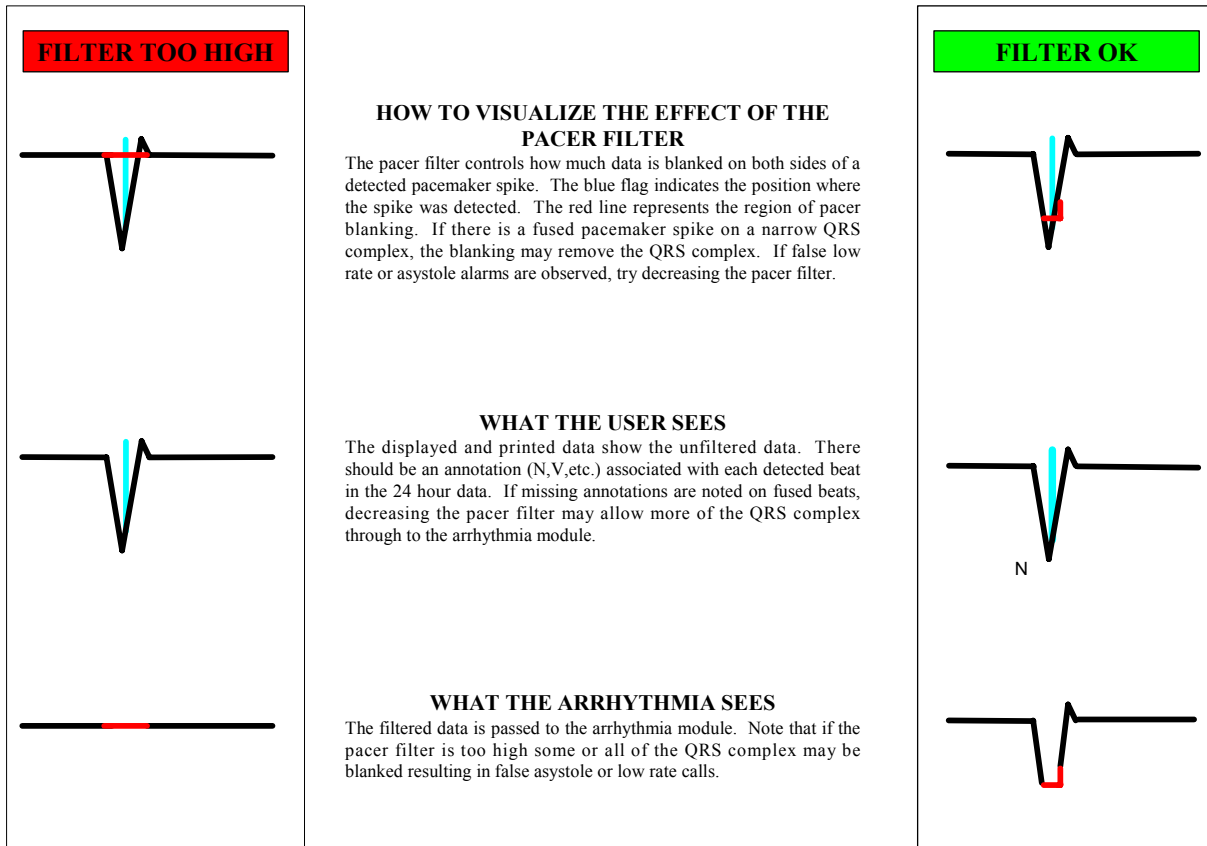 FILTER TOO HIGH
FILTER OK
HOW TO VISUALIZE THE EFFECT OF THE
PACER FILTER
The pacer filter controls how much data is blanked on both sides of a
detected pacemaker spike. The blue flag indicates the position where
the spike was detected. The red line represents the region of pacer
blanking. If there is a fused pacemaker spike on a narrow QRS
complex, the blanking may remove the QRS complex. If false low
rate or asystole alarms are observed, try decreasing the pacer filter.
WHAT THE USER SEES
The displayed and printed data show the unfiltered data. There
should be an annotation (N,V,etc.) associated with each detected beat
in the 24 hour data. If missing annotations are noted on fused beats,
decreasing the pacer filter may allow more of the QRS complex
through to the arrhythmia module.
N
WHAT THE ARRHYTHMIA SEES
The filtered data is passed to the arrhythmia module. Note that if the
pacer filter is too high some or all of the QRS complex may be
blanked resulting in false asystole or low rate calls.